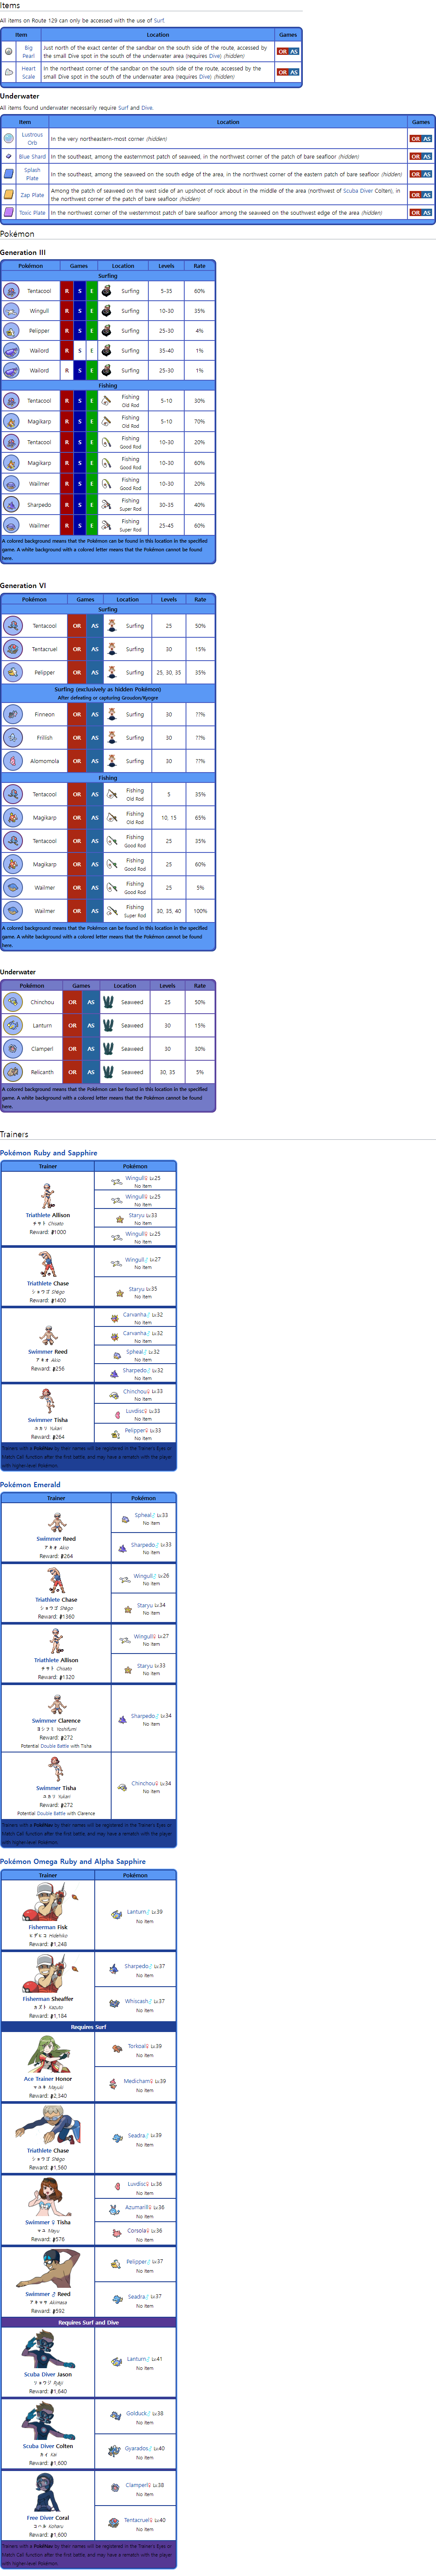 Items
All items on Route 129 can only be accessed with the use of Surf.
Item Location Games
Big Pearl Just north of the exact center of the sandbar on the south side of the route, accessed by the small Dive spot in the south of the underwater area (requires Dive) (hidden) OR AS
Heart Scale In the northeast corner of the sandbar on the south side of the route, accessed by the small Dive spot in the south of the underwater area (requires Dive) (hidden) OR AS
Underwater
All items found underwater necessarily require Surf and Dive.
Item Location Games
Lustrous Orb In the very northeastern-most corner (hidden) OR AS
Blue Shard In the southeast, among the easternmost patch of seaweed, in the northwest corner of the patch of bare seafloor (hidden) OR AS
Splash Plate In the southeast, among the seaweed on the south edge of the area, in the northwest corner of the eastern patch of bare seafloor (hidden) OR AS
Zap Plate Among the patch of seaweed on the west side of an upshoot of rock about in the middle of the area (northwest of Scuba Diver Colten), in the northwest corner of the patch of bare seafloor (hidden) OR AS
Toxic Plate In the northwest corner of the westernmost patch of bare seafloor among the seaweed on the southwest edge of the area (hidden) OR AS
Pokémon
Generation III
Pokémon Games Location Levels Rate
Surfing
Tentacool R S E Surfing 5-35 60%
Wingull R S E Surfing 10-30 35%
Pelipper R S E Surfing 25-30 4%
Wailord R S E Surfing 35-40 1%
Wailord R S E Surfing 25-30 1%
Fishing
Tentacool R S E Fishing Old Rod 5-10 30%
Magikarp R S E Fishing Old Rod 5-10 70%
Tentacool R S E Fishing Good Rod 10-30 20%
Magikarp R S E Fishing Good Rod 10-30 60%
Wailmer R S E Fishing Good Rod 10-30 20%
Sharpedo R S E Fishing Super Rod 30-35 40%
Wailmer R S E Fishing Super Rod 25-45 60%
A colored background means that the Pokémon can be found in this location in the specified
game. A white background with a colored letter means that the Pokémon cannot be found
here.
Generation VI
Pokémon Games Location Levels Rate
Surfing
Tentacool OR AS Surfing 25 50%
Tentacruel OR AS Surfing 30 15%
Pelipper OR AS Surfing 25, 30, 35 35%
Surfing (exclusively as hidden Pokémon)
After defeating or capturing Groudon/Kyogre
Finneon OR AS Surfing 30 ??%
Frillish OR AS Surfing 30 ??%
Alomomola OR AS Surfing 30 ??%
Fishing
Tentacool OR AS Fishing Old Rod 5 35%
Magikarp OR AS Fishing Old Rod 10, 15 65%
Tentacool OR AS Fishing Good Rod 25 35%
Magikarp OR AS Fishing Good Rod 25 60%
Wailmer OR AS Fishing Good Rod 25 5%
Wailmer OR AS Fishing Super Rod 30, 35, 40 100%
A colored background means that the Pokémon can be found in this location in the specified
game. A white background with a colored letter means that the Pokémon cannot be found
here.
Underwater
Pokémon Games Location Levels Rate
Chinchou OR AS Seaweed 25 50%
Lanturn OR AS Seaweed 30 15%
Clamperl OR AS Seaweed 30 30%
Relicanth OR AS Seaweed 30, 35 5%
A colored background means that the Pokémon can be found in this location in the specified
game. A white background with a colored letter means that the Pokémon cannot be found
here.
Trainers
Pokémon Ruby and Sapphire
Trainer Pokémon
Triathlete Allison
チサト Chisato
Reward: 1000
Wingull♀ Lv.25
No item
Wingull♀ Lv.25
No item
Staryu Lv.33
No item
Wingull♀ Lv.25
No item
Triathlete Chase
ショウゴ Shōgo
Reward: 1400
Wingull♂ Lv.27
No item
Staryu Lv.35
No item
Swimmer Reed
アキオ Akio
Reward: 256
Carvanha♂ Lv.32
No item
Carvanha♂ Lv.32
No item
Spheal♂ Lv.32
No item
Sharpedo♂ Lv.32
No item
Swimmer Tisha
ユカリ Yukari
Reward: 264
Chinchou♀ Lv.33
No item
Luvdisc♀ Lv.33
No item
Pelipper♀ Lv.33
No item
Trainers with a PokéNav by their names will be registered in the Trainer's Eyes or
Match Call function after the first battle, and may have a rematch with the player
with higher-level Pokémon.
Pokémon Emerald
Trainer Pokémon
Swimmer Reed
アキオ Akio
Reward: 264
Spheal♂ Lv.33
No item
Sharpedo♂ Lv.33
No item
Triathlete Chase
ショウゴ Shōgo
Reward: 1360
Wingull♂ Lv.26
No item
Staryu Lv.34
No item
Triathlete Allison
チサト Chisato
Reward: 1320
Wingull♀ Lv.27
No item
Staryu Lv.33
No item
Swimmer Clarence
ヨシフミ Yoshifumi
Reward: 272
Potential Double Battle with Tisha
Sharpedo♂ Lv.34
No item
Swimmer Tisha
ユカリ Yukari
Reward: 272
Potential Double Battle with Clarence
Chinchou♀ Lv.34
No item
Trainers with a PokéNav by their names will be registered in the Trainer's Eyes or
Match Call function after the first battle, and may have a rematch with the player
with higher-level Pokémon.
Pokémon Omega Ruby and Alpha Sapphire
Trainer Pokémon
Fisherman Fisk
ヒデヒコ Hidehiko
Reward: 1,248
Lanturn♂ Lv.39
No item
Fisherman Sheaffer
カズト Kazuto
Reward: 1,184
Sharpedo♂ Lv.37
No item
Whiscash♂ Lv.37
No item
Requires Surf
Ace Trainer Honor
マユキ Mayuki
Reward: 2,340
Torkoal♀ Lv.39
No item
Medicham♀ Lv.39
No item
Triathlete Chase
ショウゴ Shōgo
Reward: 1,560
Seadra♂ Lv.39
No item
Swimmer ♀ Tisha
マユ Mayu
Reward: 576
Luvdisc♀ Lv.36
No item
Azumarill♀ Lv.36
No item
Corsola♀ Lv.36
No item
Swimmer ♂ Reed
アキマサ Akimasa
Reward: 592
Pelipper♂ Lv.37
No item
Seadra♂ Lv.37
No item
Requires Surf and Dive
Scuba Diver Jason
リョウジ Ryōji
Reward: 1,640
Lanturn♂ Lv.41
No item
Scuba Diver Colten
カイ Kai
Reward: 1,600
Golduck♂ Lv.38
No item
Gyarados♂ Lv.40
No item
Free Diver Coral
コハル Koharu
Reward: 1,600
Clamperl♀ Lv.38
No item
Tentacruel♀ Lv.40
No item
Trainers with a PokéNav by their names will be registered in the Trainer's Eyes or
Match Call function after the first battle, and may have a rematch with the player
with higher-level Pokémon.